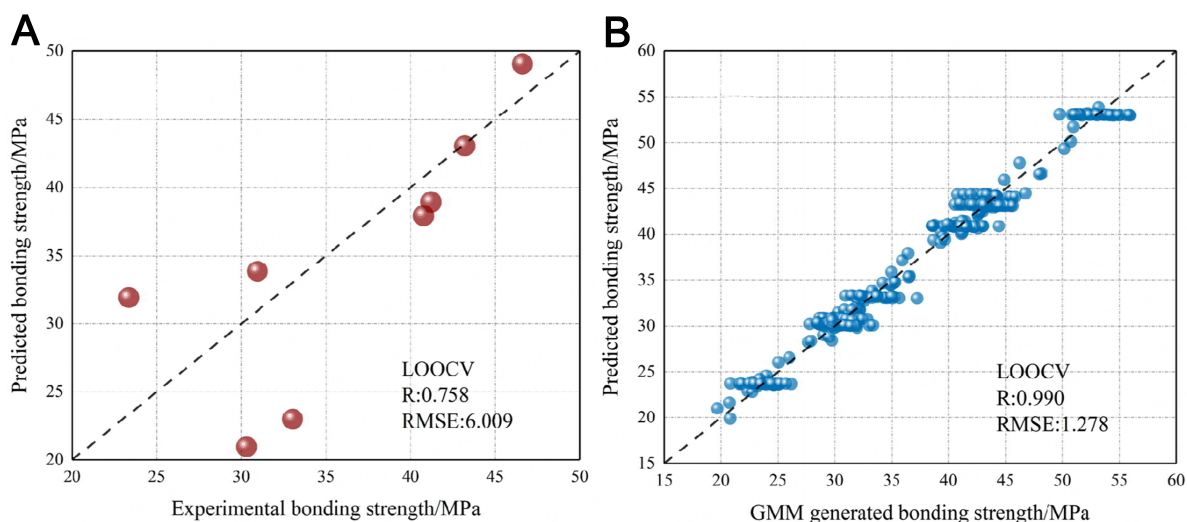 A
Predicted bonding strength/MPa
50
45
40
35
30
25
20
20 25 30 35 40 45 50
LOOCV
R:0.758
RMSE:6.009
Experimental bonding strength/MPa
B
Predicted bonding strength/MPa
60
55
50
45
40
35
30
25
20
15
15 20 25 30 35 40 45 50 55 60
LOOCV
R:0.990
RMSE:1.278
GMM generated bonding strength/MPa